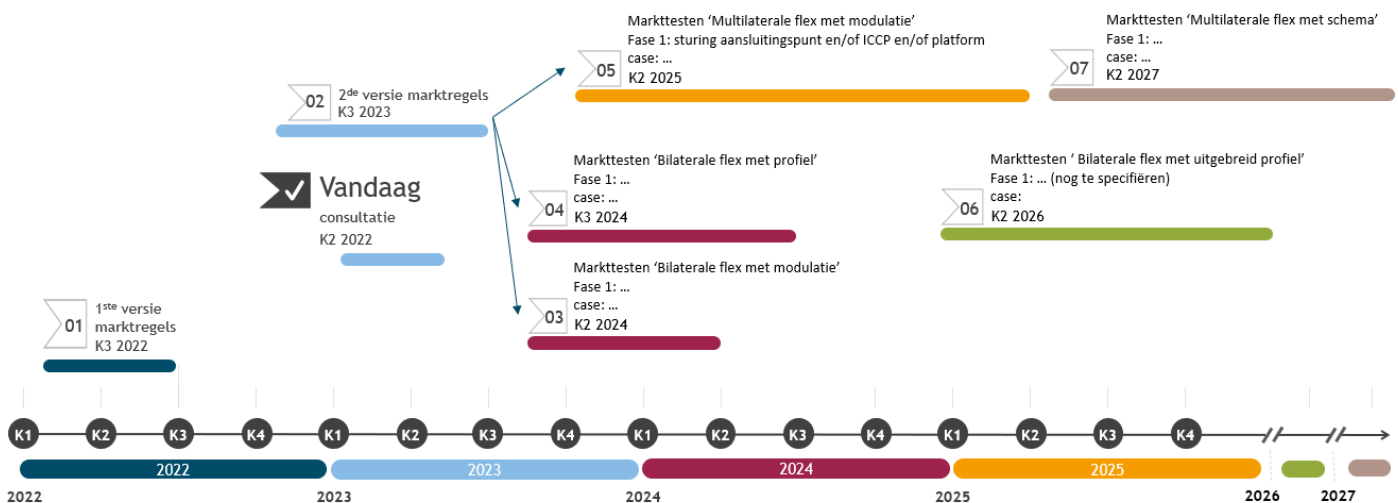 Markttesten ‘Multilaterale flex met modulatie’
Fase 1: sturing aansluitingspunt en/of ICCP en/of platform
case: ...
K2 2025
05
Markttesten ‘Multilaterale flex met schema’
Fase 1: ...
case: ...
K2 2027
07
02
2de versie marktregels
K3 2023
Vandaag
consultatie
K2 2022
Markttesten ‘Bilaterale flex met profiel’
Fase 1: ...
case: ...
K3 2024
04
Markttesten ‘ Bilaterale flex met uitgebreid profiel’
Fase 1: ... (nog te specifiëren)
case:
K2 2026
06
Markttesten ‘Bilaterale flex met modulatie’
Fase 1: ...
case: ...
K2 2024
03
01
1ste versie
marktregels
K3 2022
K1 K2 K3 K4 K1 K2 K3 K4 K1 K2 K3 K4 K1 K2 K3 K4
2022 2023 2024 2025
2022 2023 2024 2025 2026 2027